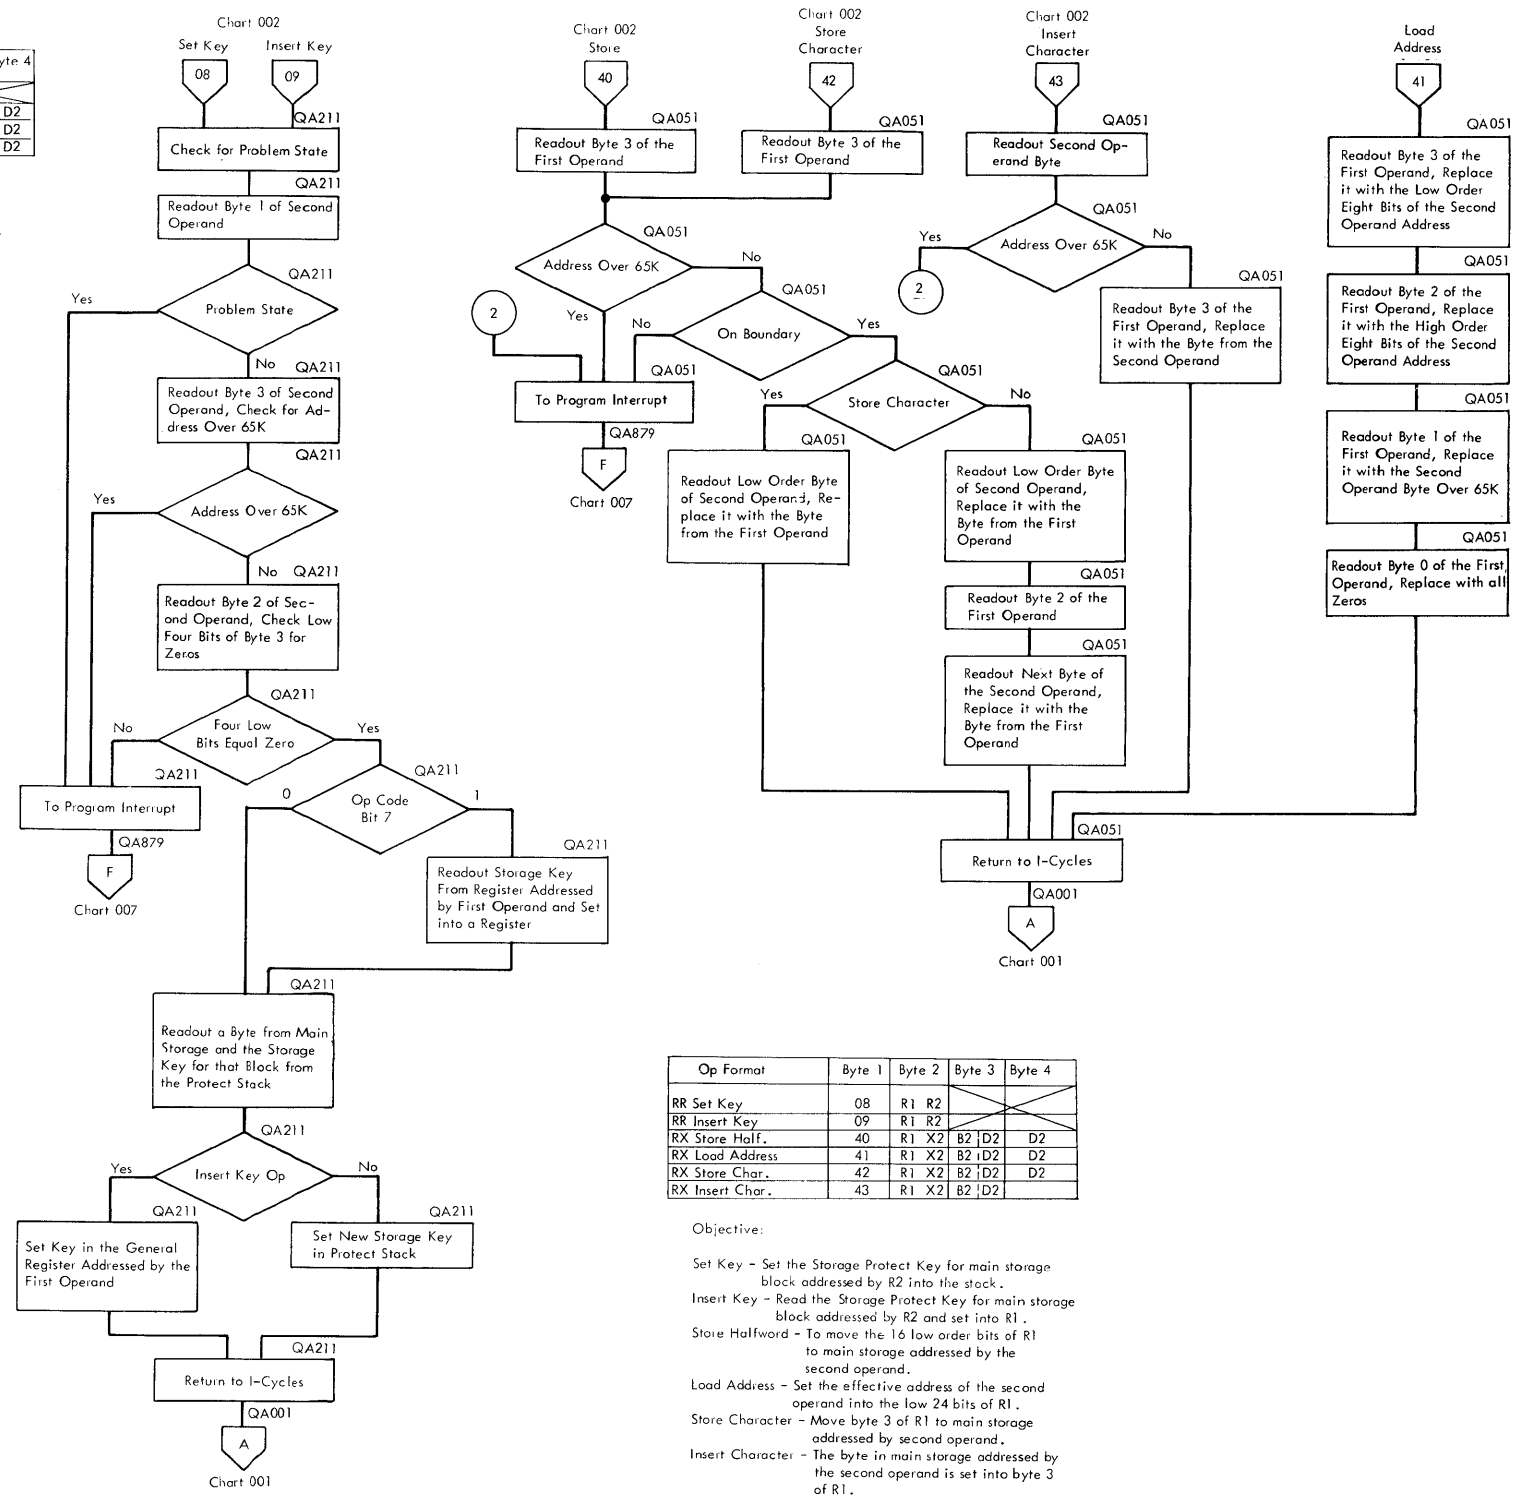 yte 4
D2
D2
D2
Chart 002
Set Key
Insert Key
08
09
QA211
Check for Problem State
QA211
Readout Byte 1 of Second
Operand
QA211
Problem State
Yes
No
QA211
Readout Byte 3 of Second
Operand, Check for Ad-
dress Over 65K
QA211
Address Over 65K
Yes
No
QA211
Readout Byte 2 of Sec-
ond Operand, Check Low
Four Bits of Byte 3 for
Zeros
QA211
Four Low
Bits Equal Zero
No
Yes
QA211
To Program Interrupt
QA879
F
Chart 007
QA211
Op Code
Bit 7
0
1
QA211
Readout Storage Key
From Register Addressed
by First Operand and Set
into a Register
QA211
Readout a Byte from Main
Storage and the Storage
Key for that Block from
the Protect Stack
QA211
Insert Key Op
Yes
No
QA211
Set Key in the General
Register Addressed by the
First Operand
QA211
Set New Storage Key
in Protect Stack
QA211
Return to I-Cycles
QA001
A
Chart 001
Chart 002
Store
40
QA051
Readout Byte 3 of the
First Operand
Chart 002
Store
Character
42
QA051
Readout Byte 3 of the
First Operand
QA051
Address Over 65K
No
Yes
2
QA051
On Boundary
No
Yes
QA051
To Program Interrupt
QA879
F
Chart 007
QA051
Store Character
Yes
No
QA051
Readout Low Order Byte
of Second Operand, Re-
place it with the Byte
from the First Operand
QA051
Readout Low Order Byte
of Second Operand,
Replace it with the
Byte from the First
Operand
QA051
Readout Byte 2 of the
First Operand
QA051
Readout Next Byte of
the Second Operand,
Replace it with the
Byte from the First
Operand
Chart 002
Insert
Character
43
QA051
Readout Second Op-
erand Byte
QA051
Address Over 65K
Yes
No
2
QA051
Readout Byte 3 of the
First Operand, Replace
it with the Byte from the
Second Operand
Load
Address
41
QA051
Readout Byte 3 of the
First Operand, Replace
it with the Low Order
Eight Bits of the Second
Operand Address
QA051
Readout Byte 2 of the
First Operand, Replace
it with the High Order
Eight Bits of the Second
Operand Address
QA051
Readout Byte 1 of the
First Operand, Replace
it with the Second
Operand Byte Over 65K
QA051
Readout Byte 0 of the First
Operand, Replace with all
Zeros
QA051
Return to I-Cycles
QA001
A
Chart 001
Op Format Byte 1 Byte 2 Byte 3 Byte 4
RR Set Key 08 R1 R2
RR Insert Key 09 R1 R2
RX Store Half. 40 R1 X2 B2 D2 D2
RX Load Address 41 R1 X2 B2 D2 D2
RX Store Char. 42 R1 X2 B2 D2 D2
RX Insert Char. 43 R1 X2 B2 D2
Objective:
Set Key - Set the Storage Protect Key for main storage
block addressed by R2 into the stack.
Insert Key - Read the Storage Protect Key for main storage
block addressed by R2 and set into R1.
Store Halfword - To move the 16 low order bits of R1
to main storage addressed by the
second operand.
Load Address - Set the effective address of the second
operand into the low 24 bits of R1.
Store Character - Move byte 3 of R1 to main storage
addressed by second operand.
Insert Character - The byte in main storage addressed by
the second operand is set into byte 3
of R1.